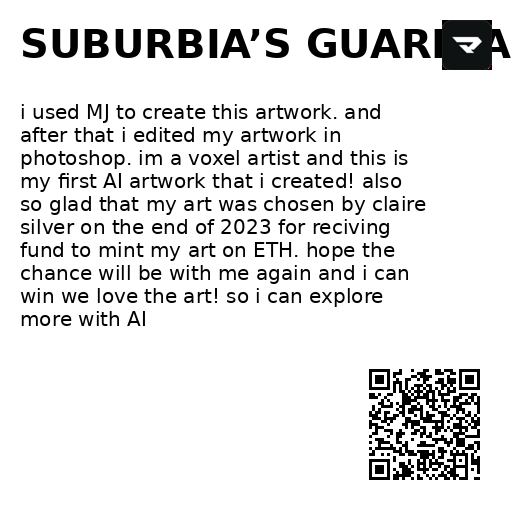 SUBURBIA’S GUARDIA
i used MJ to create this artwork. and
after that i edited my artwork in
photoshop. im a voxel artist and this is
my first AI artwork that i created! also
so glad that my art was chosen by claire
silver on the end of 2023 for reciving
fund to mint my art on ETH. hope the
chance will be with me again and i can
win we love the art! so i can explore
more with AI